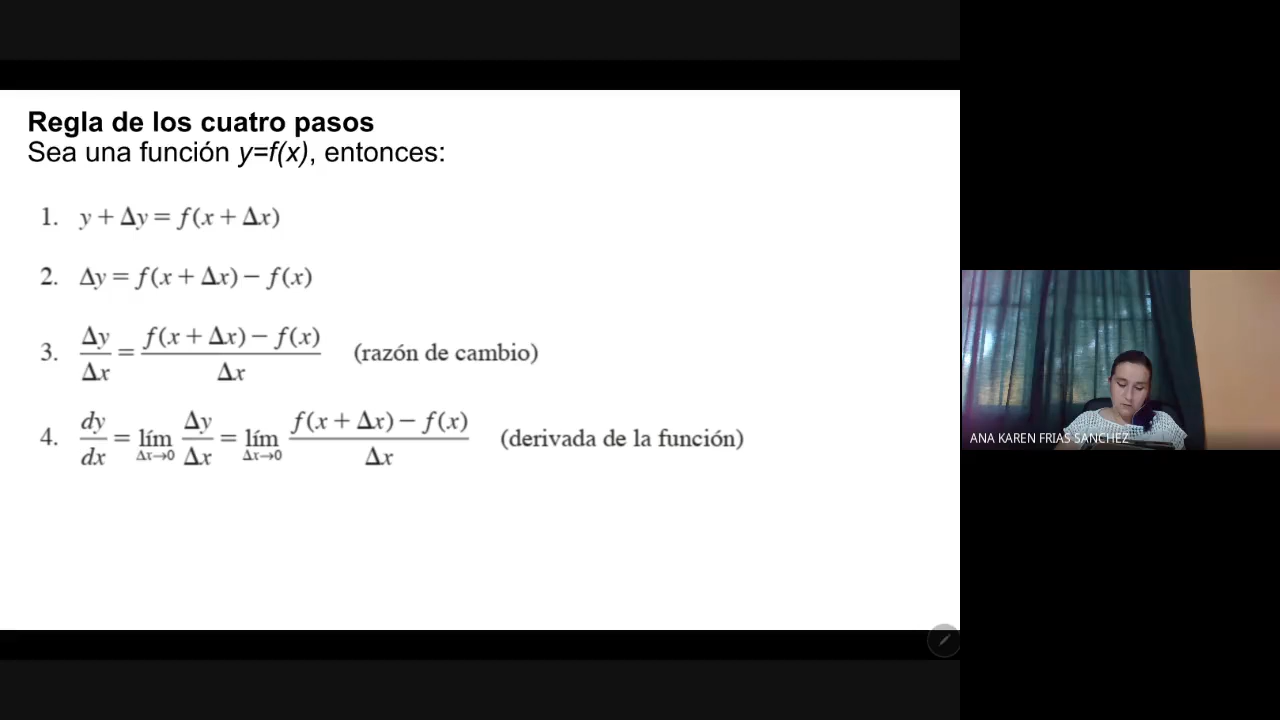 Regla de los cuatro pasos
Sea una función y=f(x), entonces:
1. y + Δy = f(x + Δx)
2. Δy = f(x + Δx) − f(x)
3. Δy/Δx = (f(x + Δx) − f(x))/Δx (razón de cambio)
4. dy/dx = lím Δx→0 Δy/Δx = lím Δx→0 (f(x + Δx) − f(x))/Δx (derivada de la función)
ANA KAREN FRIAS SANCHEZ